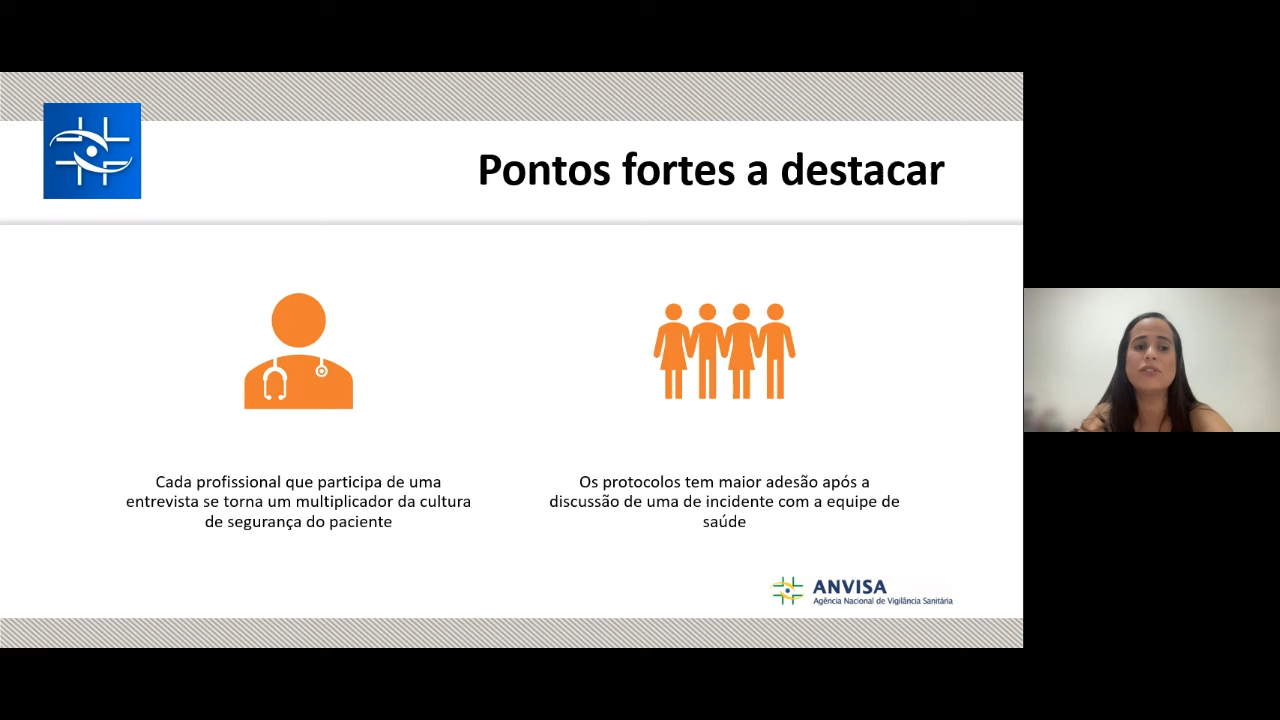 Pontos fortes a destacar
Cada profissional que participa de uma
entrevista se torna um multiplicador da cultura
de segurança do paciente
Os protocolos tem maior adesão após a
discussão de uma de incidente com a equipe de
saúde
ANVISA
Agência Nacional de Vigilância Sanitária